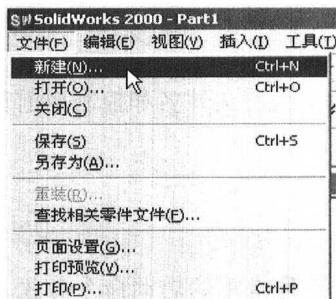 SolidWorks 2000 - Part1
文件(F) 编辑(E) 视图(V) 插入(I) 工具(T)
新建(N)... Ctrl+N
打开(O)... Ctrl+O
关闭(C)
保存(S) Ctrl+S
另存为(A)...
重装(R)...
查找相关零件文件(F)...
页面设置(G)...
打印预览(V)...
打印(P)... Ctrl+P